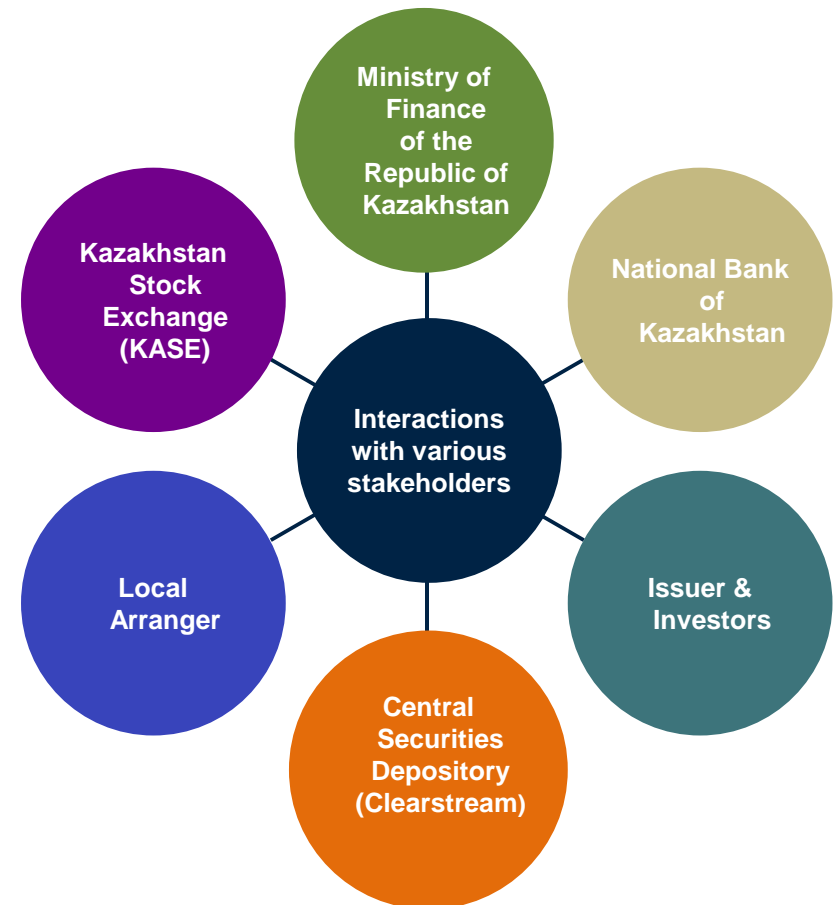 Ministry of
Finance
of the
Republic of
Kazakhstan
Kazakhstan
Stock
Exchange
(KASE)
National Bank
of
Kazakhstan
Interactions
with various
stakeholders
Local
Arranger
Issuer &
Investors
Central
Securities
Depository
(Clearstream)